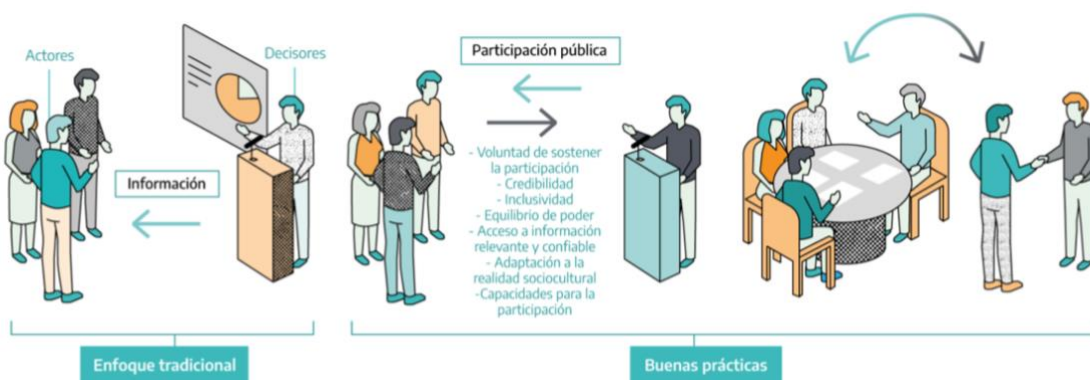 Actores
Decisores
Información
Enfoque tradicional
Participación pública
- Voluntad de sostener
la participación
- Credibilidad
- Inclusividad
- Equilibrio de poder
- Acceso a información
relevante y confiable
- Adaptación a la
realidad sociocultural
-Capacidades para la
participación
Buenas prácticas